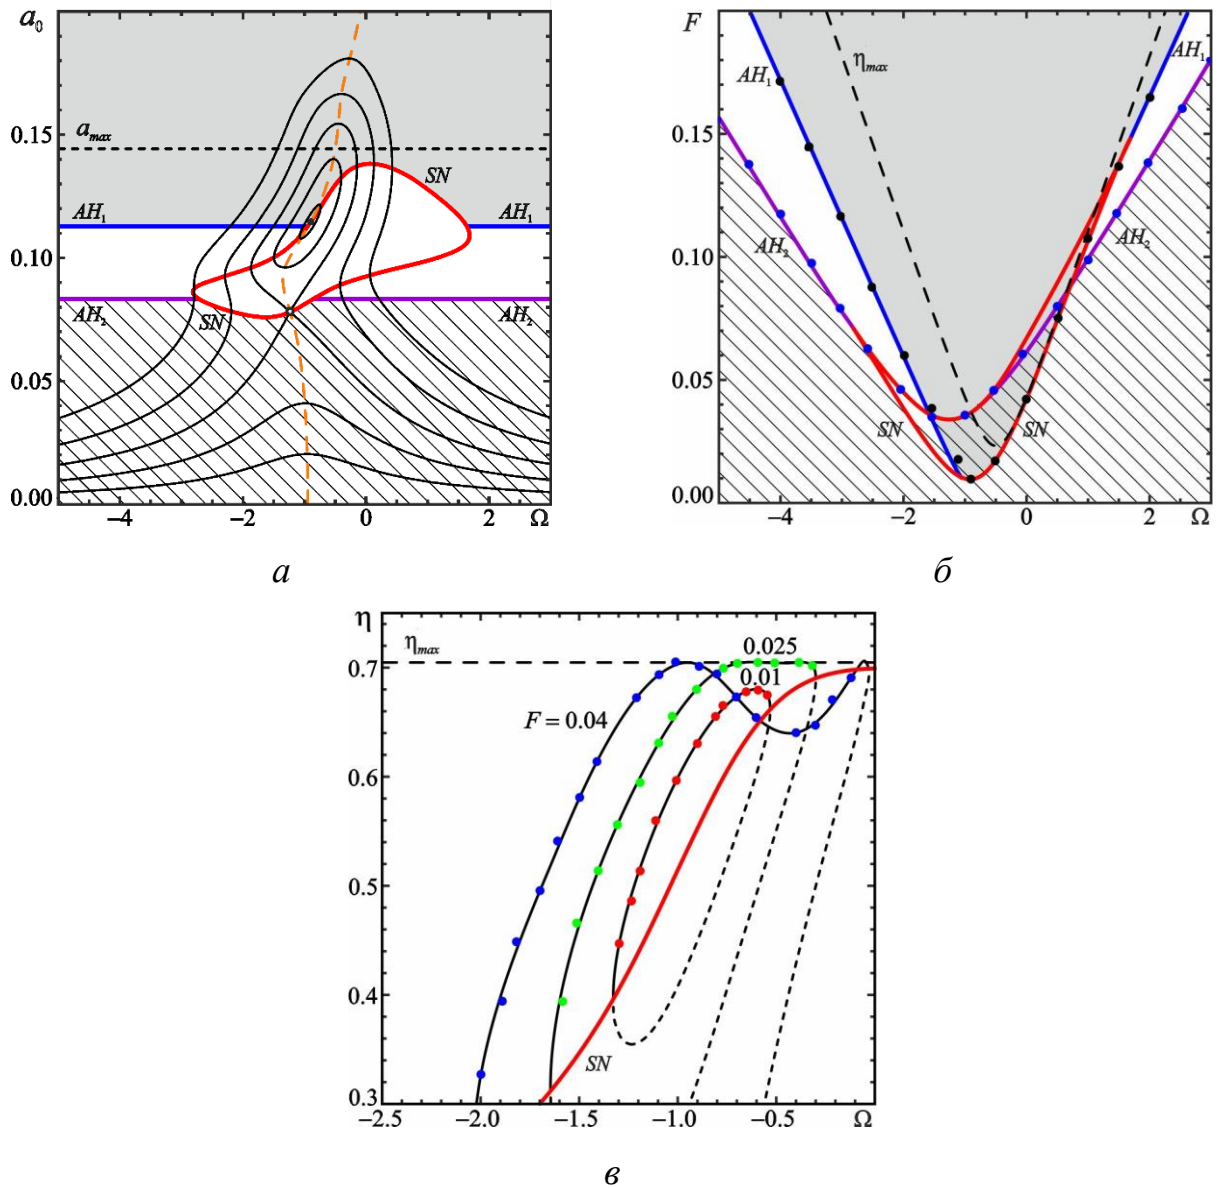 a₀
a_max
SN
AH₁ AH₁
AH₂ SN AH₂
0.15
0.10
0.05
0.00
−4 −2 0 2 Ω
а
F
AH₁ η_max AH₁
0.15
0.10
0.05
0.00
AH₂ AH₂
SN SN
−4 −2 0 2 Ω
б
η
η_max 0.025
0.7
0.01
F = 0.04
0.6
0.5
0.4
SN
0.3
−2.5 −2.0 −1.5 −1.0 −0.5 Ω
в